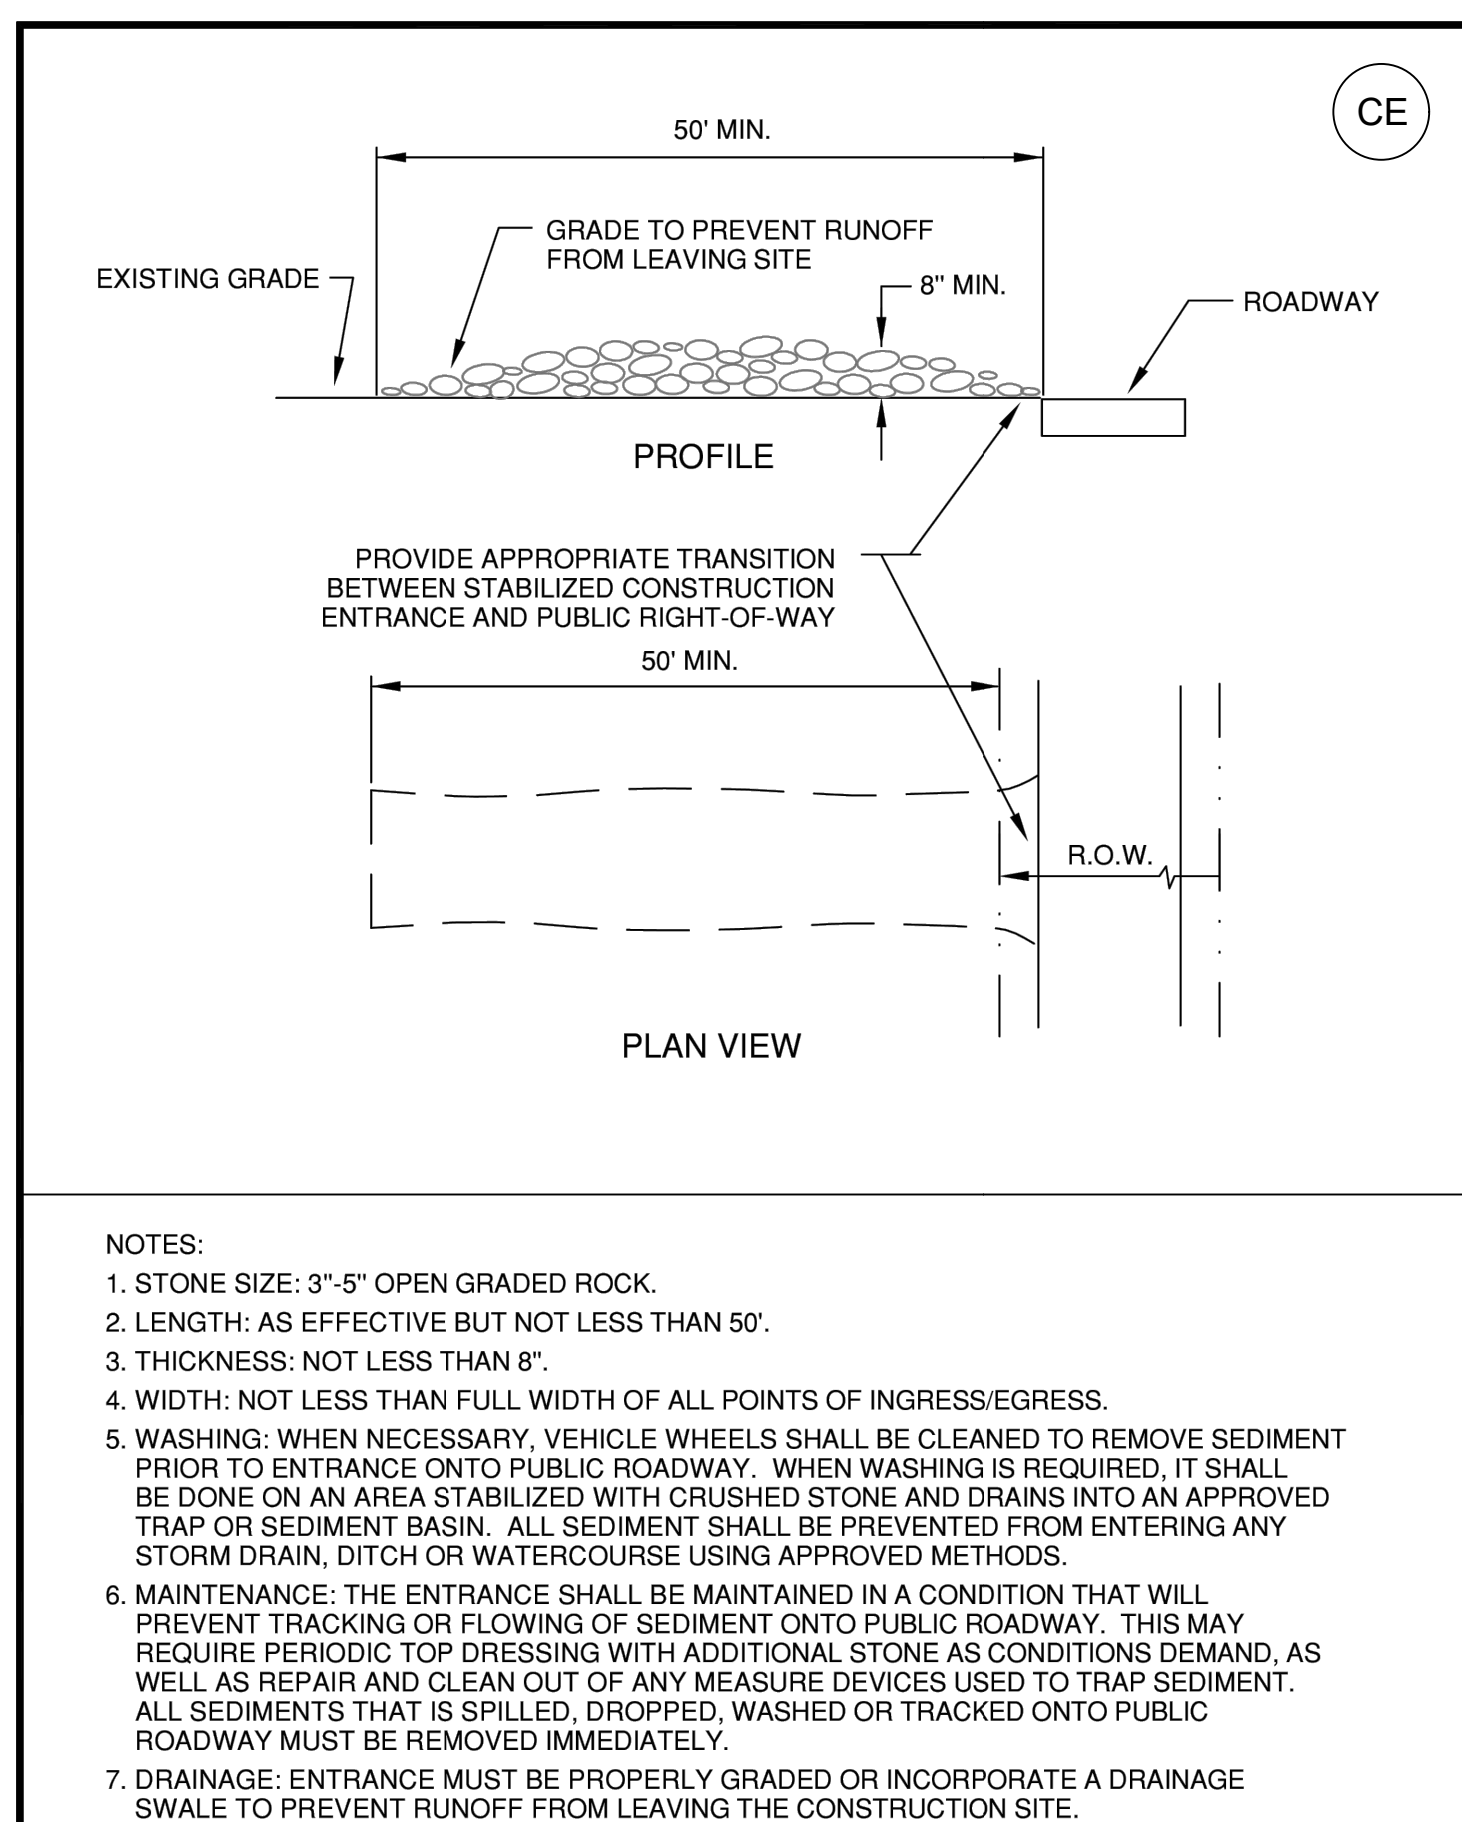 CE
50' MIN.
GRADE TO PREVENT RUNOFF
FROM LEAVING SITE
EXISTING GRADE
8" MIN.
ROADWAY
PROFILE
PROVIDE APPROPRIATE TRANSITION
BETWEEN STABILIZED CONSTRUCTION
ENTRANCE AND PUBLIC RIGHT-OF-WAY
50' MIN.
R.O.W.
PLAN VIEW
NOTES:
1. STONE SIZE: 3"-5" OPEN GRADED ROCK.
2. LENGTH: AS EFFECTIVE BUT NOT LESS THAN 50'.
3. THICKNESS: NOT LESS THAN 8".
4. WIDTH: NOT LESS THAN FULL WIDTH OF ALL POINTS OF INGRESS/EGRESS.
5. WASHING: WHEN NECESSARY, VEHICLE WHEELS SHALL BE CLEANED TO REMOVE SEDIMENT
PRIOR TO ENTRANCE ONTO PUBLIC ROADWAY. WHEN WASHING IS REQUIRED, IT SHALL
BE DONE ON AN AREA STABILIZED WITH CRUSHED STONE AND DRAINS INTO AN APPROVED
TRAP OR SEDIMENT BASIN. ALL SEDIMENT SHALL BE PREVENTED FROM ENTERING ANY
STORM DRAIN, DITCH OR WATERCOURSE USING APPROVED METHODS.
6. MAINTENANCE: THE ENTRANCE SHALL BE MAINTAINED IN A CONDITION THAT WILL
PREVENT TRACKING OR FLOWING OF SEDIMENT ONTO PUBLIC ROADWAY. THIS MAY
REQUIRE PERIODIC TOP DRESSING WITH ADDITIONAL STONE AS CONDITIONS DEMAND, AS
WELL AS REPAIR AND CLEAN OUT OF ANY MEASURE DEVICES USED TO TRAP SEDIMENT.
ALL SEDIMENTS THAT IS SPILLED, DROPPED, WASHED OR TRACKED ONTO PUBLIC
ROADWAY MUST BE REMOVED IMMEDIATELY.
7. DRAINAGE: ENTRANCE MUST BE PROPERLY GRADED OR INCORPORATE A DRAINAGE
SWALE TO PREVENT RUNOFF FROM LEAVING THE CONSTRUCTION SITE.